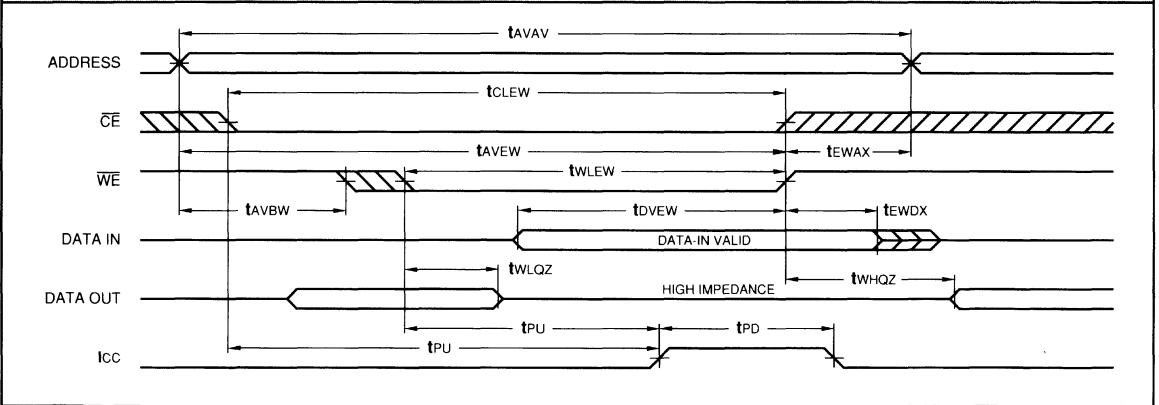 tAVAV
ADDRESS
tCLEW
CE
tAVEW
tEWAX
WE
tWLEW
tAVBW
tDVEW
tEWDX
DATA IN
DATA-IN VALID
tWLQZ
tWHQZ
DATA OUT
HIGH IMPEDANCE
tPU
tPD
tPU
ICC